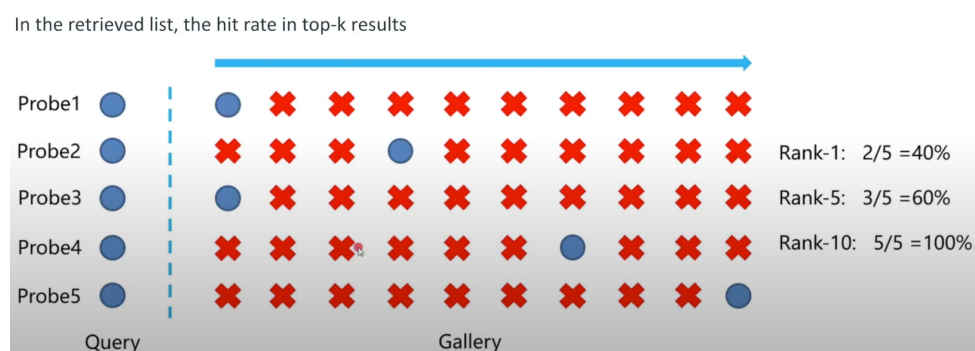 In the retrieved list, the hit rate in top-k results
Probe1
Probe2
Probe3
Probe4
Probe5
Rank-1: 2/5 =40%
Rank-5: 3/5 =60%
Rank-10: 5/5 =100%
Query
Gallery